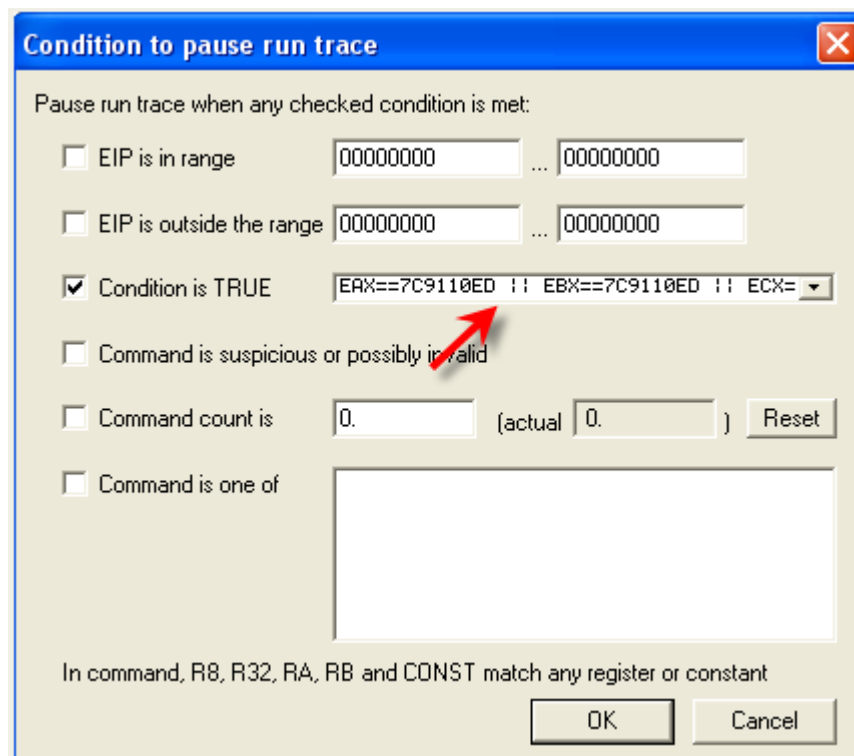 Condition to pause run trace
Pause run trace when any checked condition is met:
EIP is in range 00000000 ... 00000000
EIP is outside the range 00000000 ... 00000000
Condition is TRUE EAX==7C9110ED || EBX==7C9110ED || ECX=
Command is suspicious or possibly invalid
Command count is 0. (actual 0. ) Reset
Command is one of
In command, R8, R32, RA, RB and CONST match any register or constant
OK Cancel